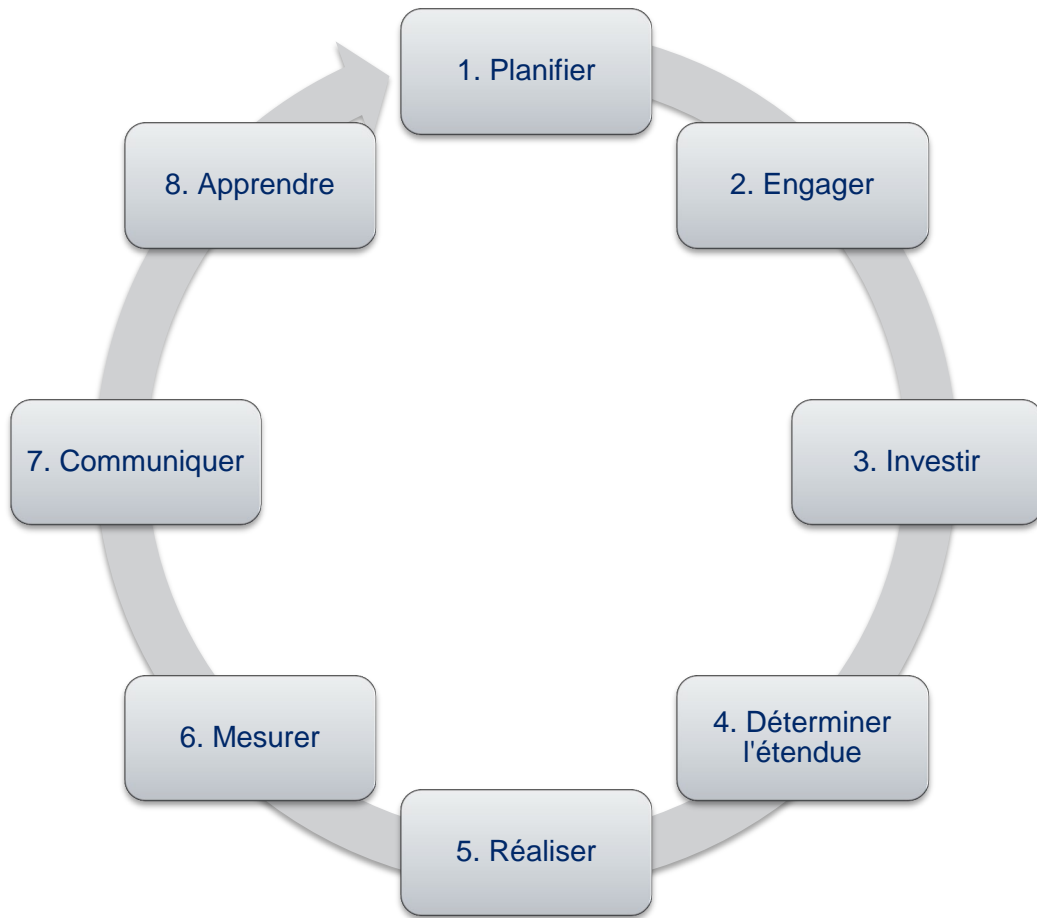 1. Planifier
2. Engager
3. Investir
4. Déterminer
l'étendue
5. Réaliser
6. Mesurer
7. Communiquer
8. Apprendre